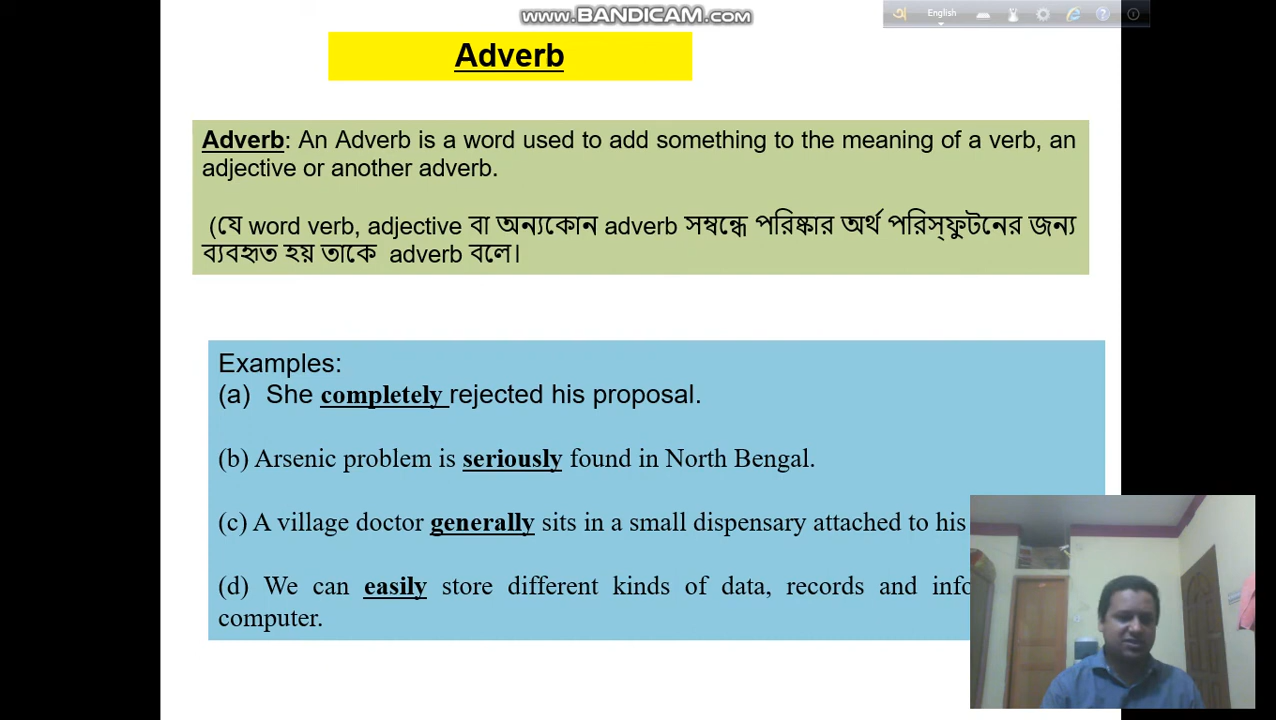 www.BANDICAM.com
English
Adverb
Adverb: An Adverb is a word used to add something to the meaning of a verb, an
adjective or another adverb.
(যে word verb, adjective বা অন্যকোন adverb সম্বন্ধে পরিষ্কার অর্থ পরিস্ফুটনের জন্য
ব্যবহৃত হয় তাকে adverb বলে।
Examples:
(a) She completely rejected his proposal.
(b) Arsenic problem is seriously found in North Bengal.
(c) A village doctor generally sits in a small dispensary attached to his
(d) We can easily store different kinds of data, records and
computer.